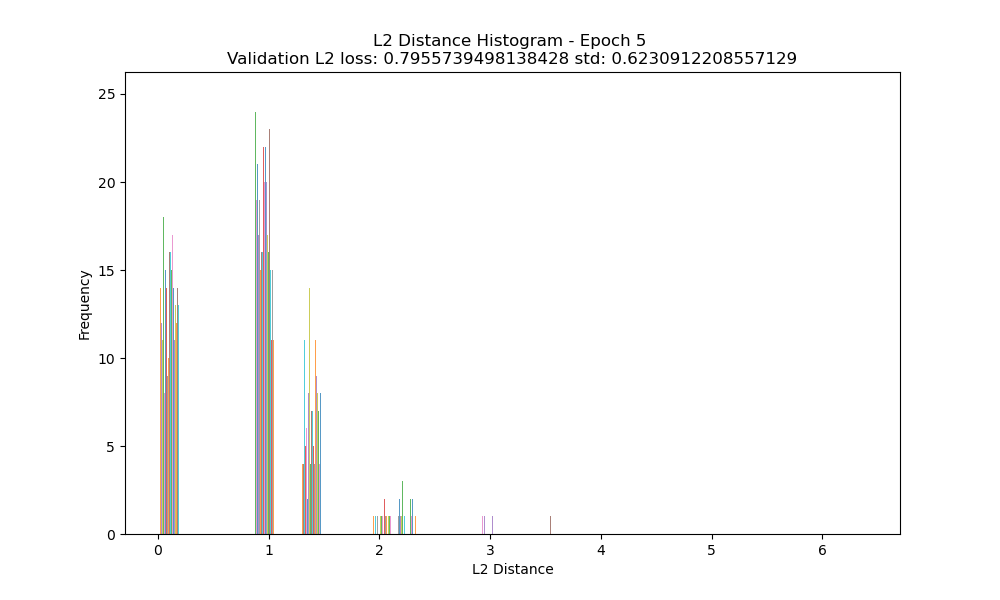 L2 Distance Histogram - Epoch 5
Validation L2 loss: 0.7955739498138428 std: 0.6230912208557129
25
20
15
10
5
0
Frequency
0 1 2 3 4 5 6
L2 Distance